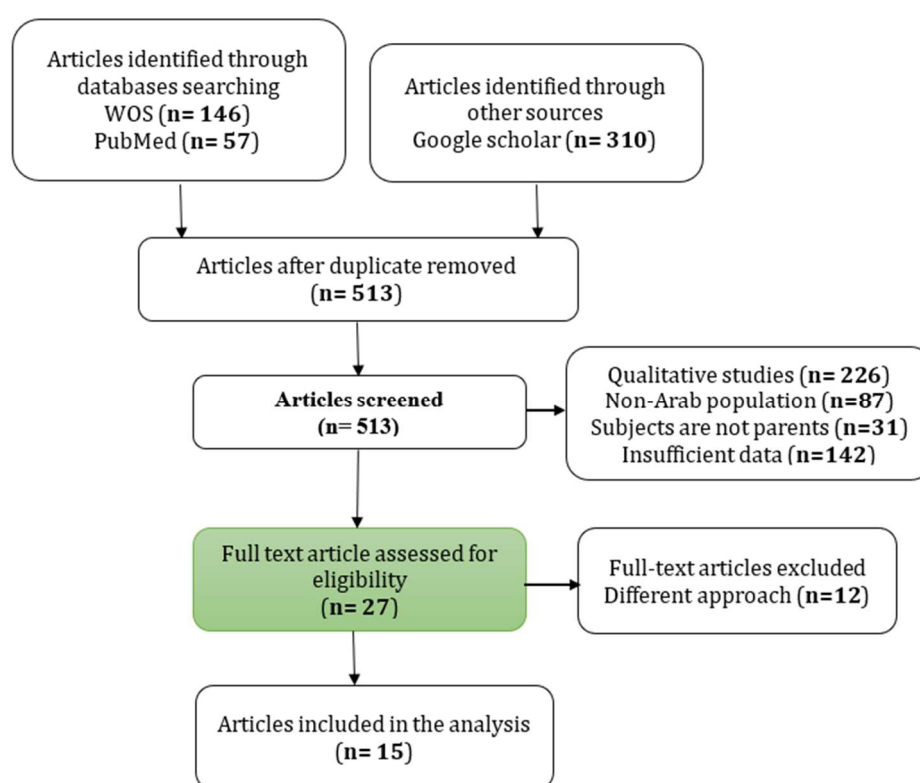 Articles identified through
databases searching
WOS (n= 146)
PubMed (n= 57)
Articles identified through
other sources
Google scholar (n= 310)
Articles after duplicate removed
(n= 513)
Articles screened
(n= 513)
Qualitative studies (n= 226)
Non-Arab population (n=87)
Subjects are not parents (n=31)
Insufficient data (n=142)
Full text article assessed for
eligibility
(n= 27)
Full-text articles excluded
Different approach (n=12)
Articles included in the analysis
(n= 15)